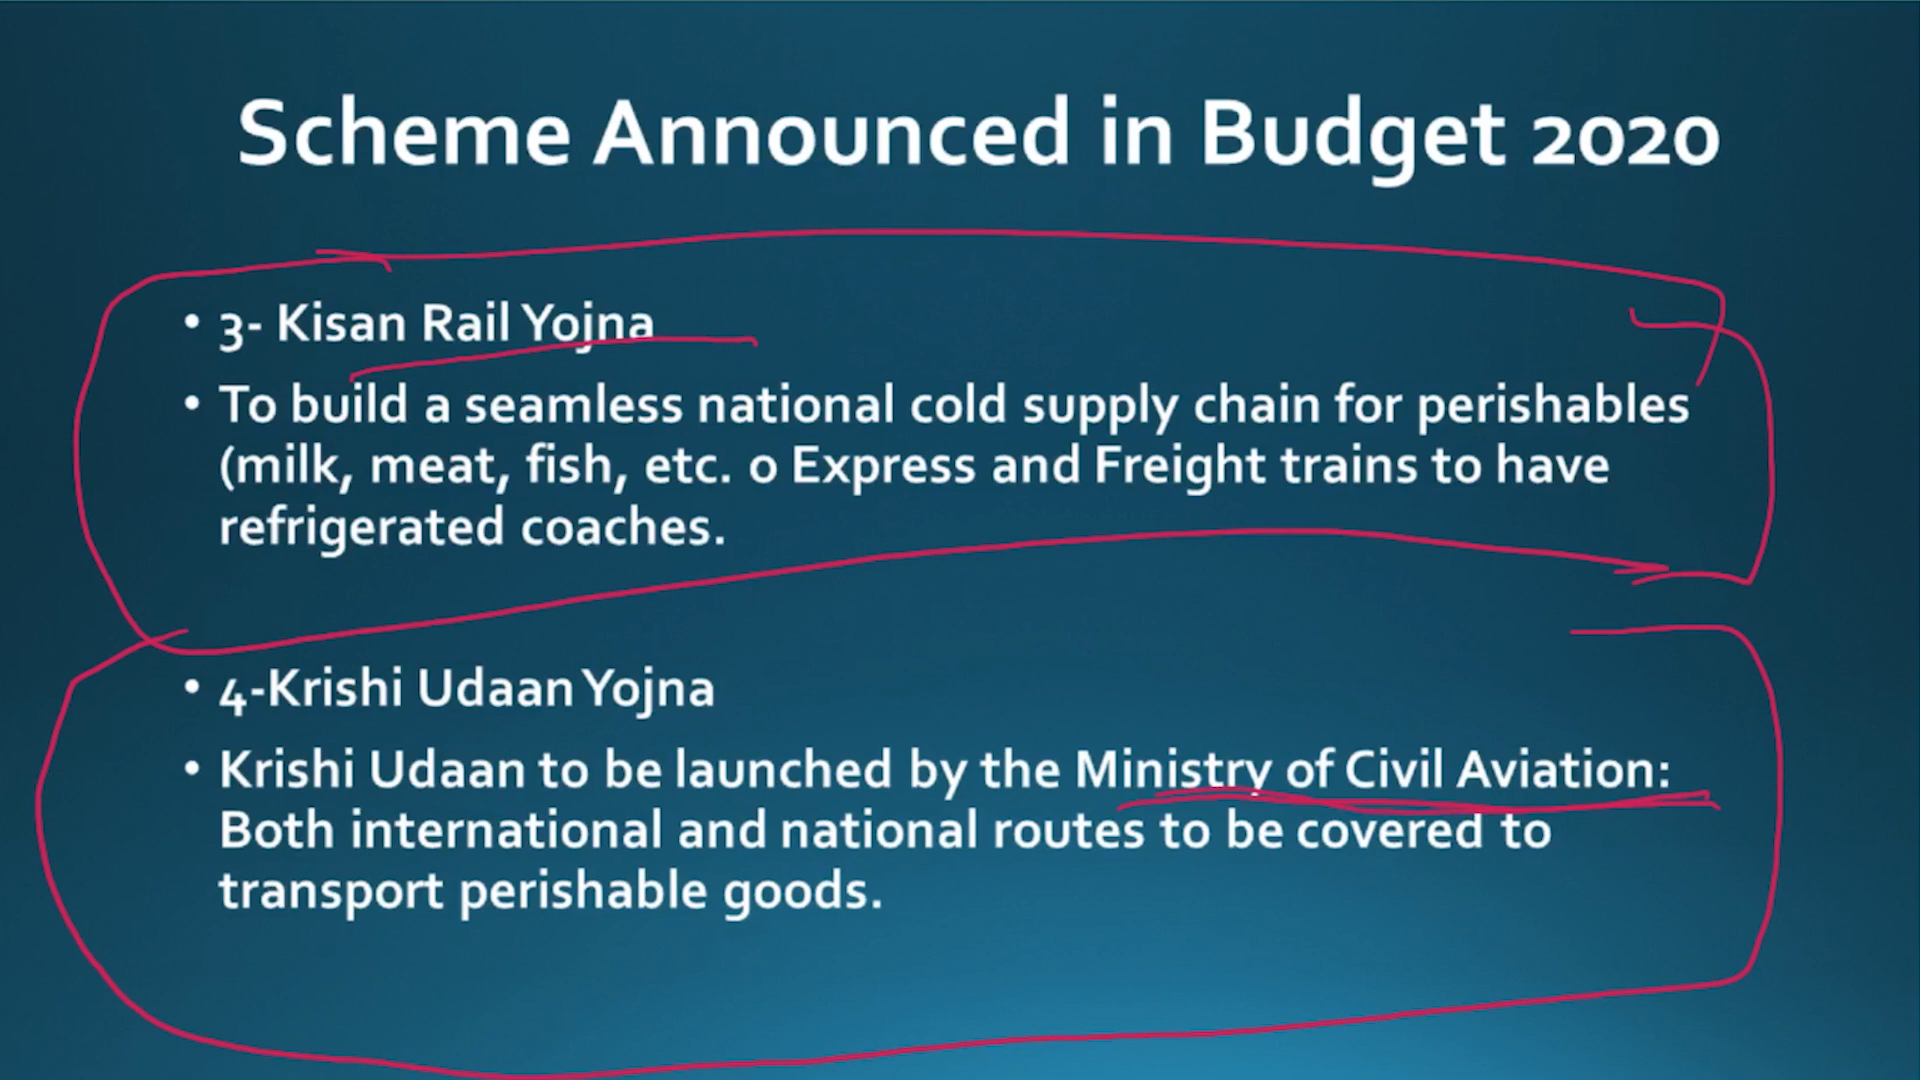 Scheme Announced in Budget 2020
• 3- Kisan Rail Yojna
• To build a seamless national cold supply chain for perishables
(milk, meat, fish, etc. o Express and Freight trains to have
refrigerated coaches.
• 4-Krishi Udaan Yojna
• Krishi Udaan to be launched by the Ministry of Civil Aviation:
Both international and national routes to be covered to
transport perishable goods.